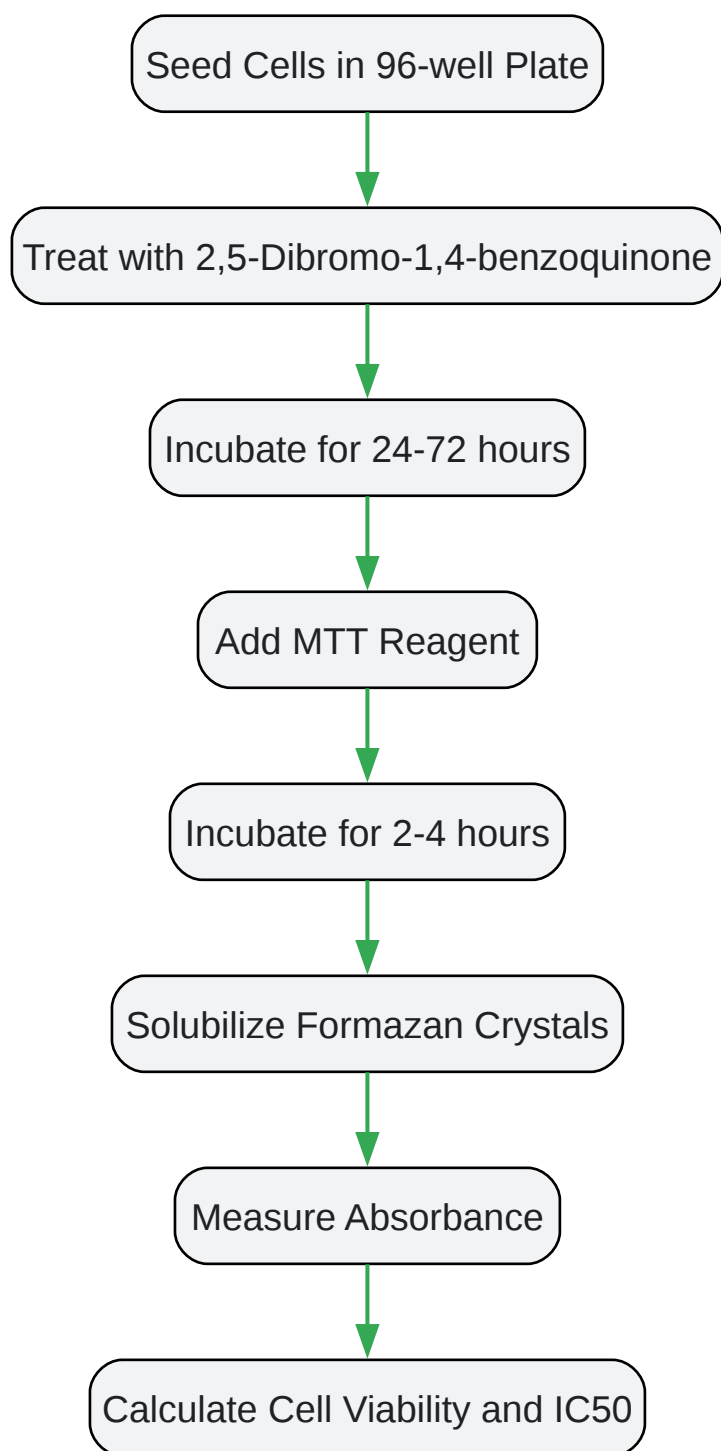 Seed Cells in 96-well Plate
Treat with 2,5-Dibromo-1,4-benzoquinone
Incubate for 24-72 hours
Add MTT Reagent
Incubate for 2-4 hours
Solubilize Formazan Crystals
Measure Absorbance
Calculate Cell Viability and IC50